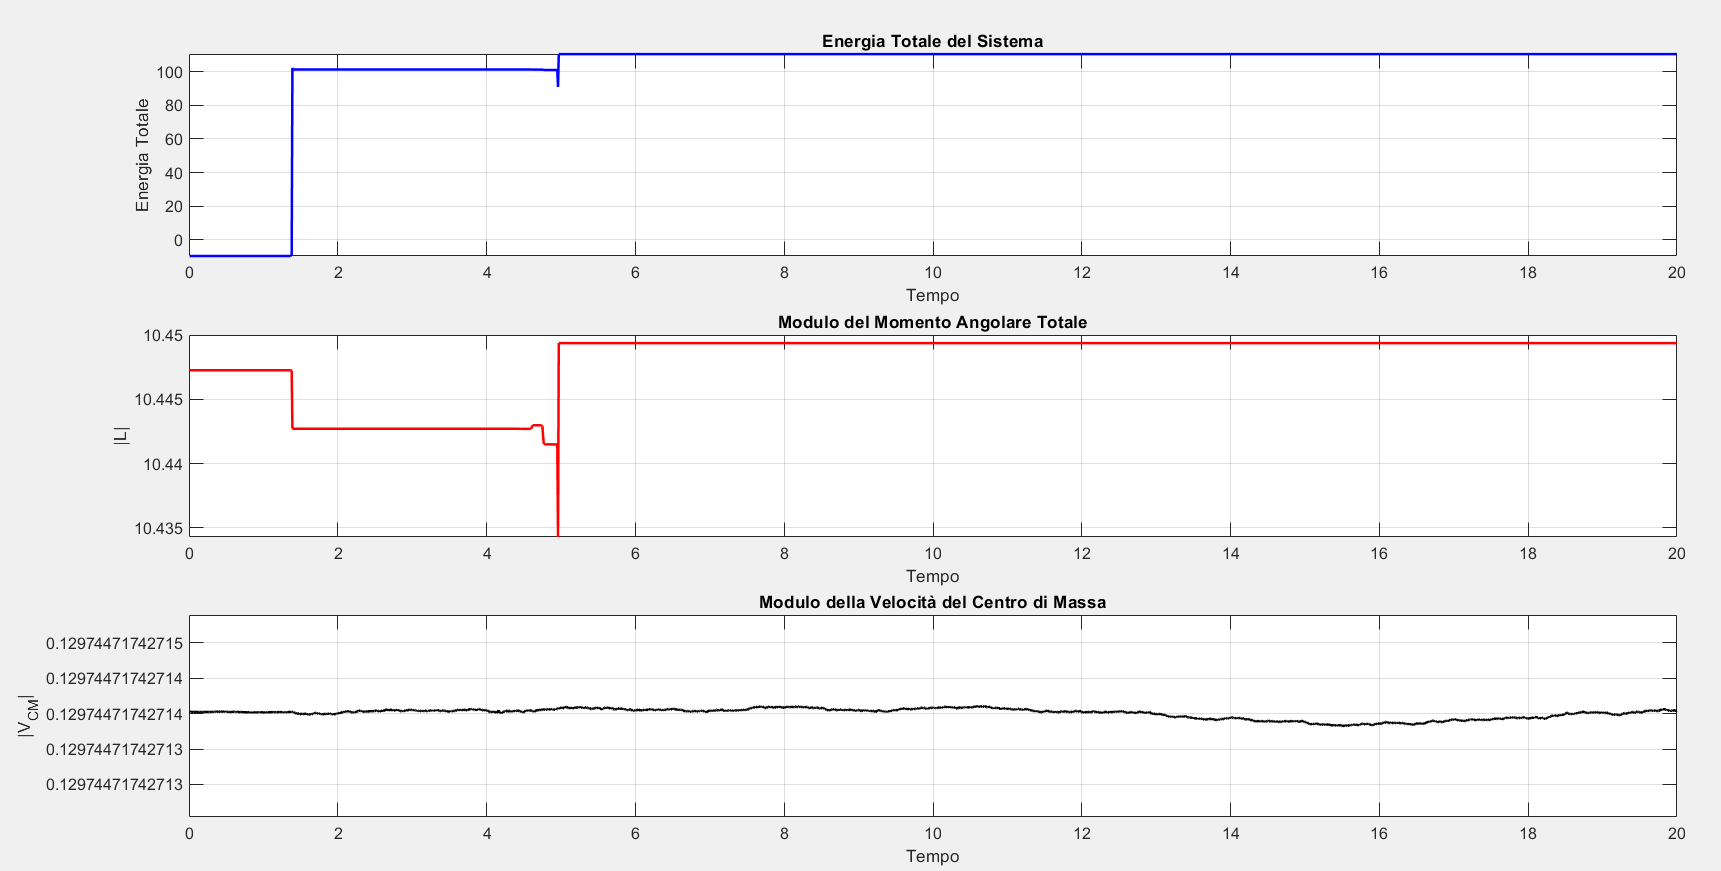 Energia Totale del Sistema
Energia Totale
100
80
60
40
20
0
0 2 4 6 8 10 12 14 16 18 20
Tempo
Modulo del Momento Angolare Totale
|L|
10.45
10.445
10.44
10.435
0 2 4 6 8 10 12 14 16 18 20
Tempo
Modulo della Velocità del Centro di Massa
|V_CM|
0.12974471742715
0.12974471742714
0.12974471742714
0.12974471742713
0.12974471742713
0 2 4 6 8 10 12 14 16 18 20
Tempo